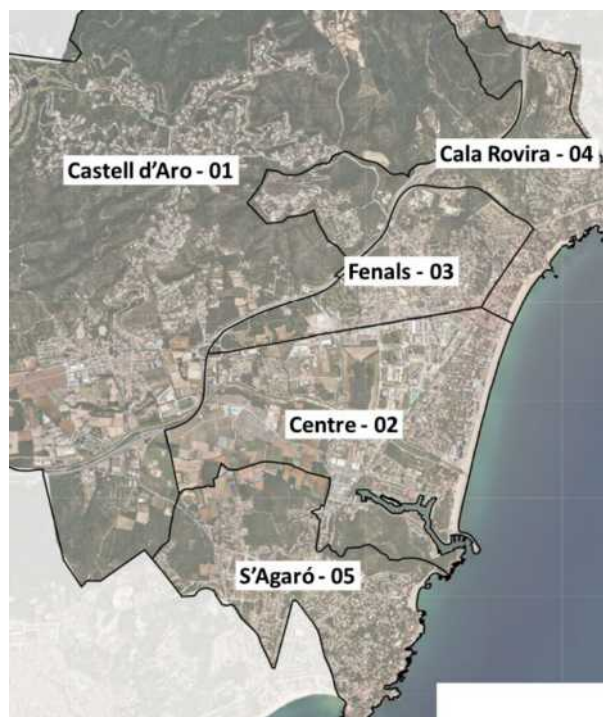 Cala Rovira - 04
Castell d'Aro - 01
Fenals - 03
Centre - 02
S'Agaró - 05